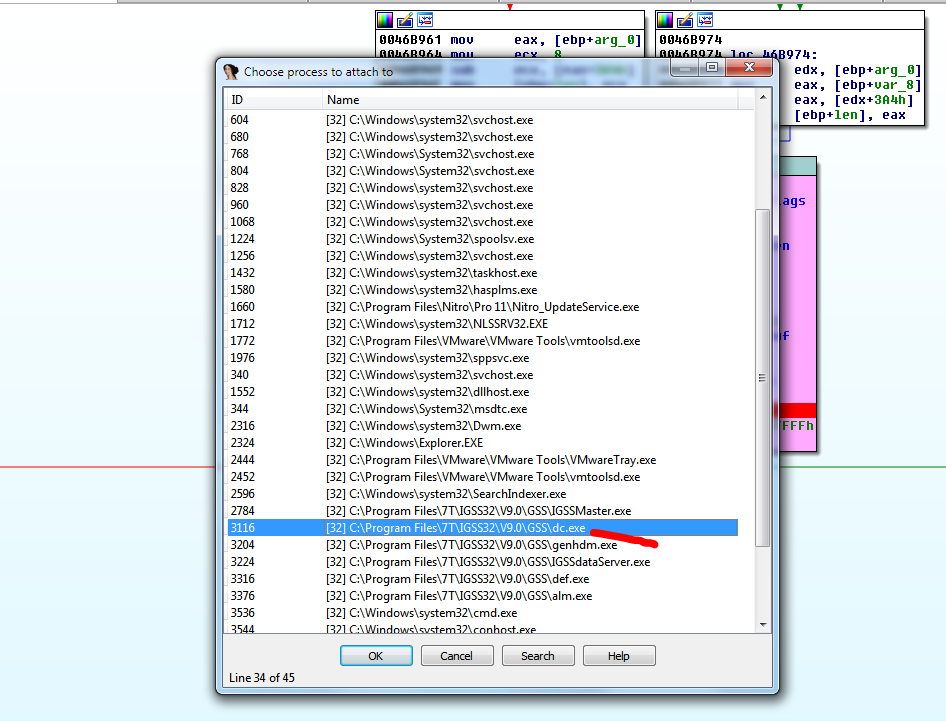 0046B961 mov eax, [ebp+arg_0]
0046B964 mov ecx, 8
0046B974
0046B974 loc_46B974:
edx, [ebp+arg_0]
eax, [ebp+var_8]
eax, [edx+3A4h]
[ebp+len], eax
Choose process to attach to
ID Name
604 [32] C:\Windows\system32\svchost.exe
680 [32] C:\Windows\system32\svchost.exe
768 [32] C:\Windows\System32\svchost.exe
804 [32] C:\Windows\System32\svchost.exe
828 [32] C:\Windows\system32\svchost.exe
960 [32] C:\Windows\system32\svchost.exe
1068 [32] C:\Windows\system32\svchost.exe
1224 [32] C:\Windows\System32\spoolsv.exe
1256 [32] C:\Windows\system32\svchost.exe
1432 [32] C:\Windows\system32\taskhost.exe
1580 [32] C:\Windows\system32\hasplms.exe
1660 [32] C:\Program Files\Nitro\Pro 11\Nitro_UpdateService.exe
1712 [32] C:\Windows\system32\NLSSRV32.EXE
1772 [32] C:\Program Files\VMware\VMware Tools\vmtoolsd.exe
1976 [32] C:\Windows\system32\sppsvc.exe
340 [32] C:\Windows\system32\svchost.exe
1552 [32] C:\Windows\system32\dllhost.exe
344 [32] C:\Windows\System32\msdtc.exe
2316 [32] C:\Windows\system32\Dwm.exe
2324 [32] C:\Windows\Explorer.EXE
2444 [32] C:\Program Files\VMware\VMware Tools\VMwareTray.exe
2452 [32] C:\Program Files\VMware\VMware Tools\vmtoolsd.exe
2596 [32] C:\Windows\system32\SearchIndexer.exe
2784 [32] C:\Program Files\7T\IGSS32\V9.0\GSS\IGSSMaster.exe
3116 [32] C:\Program Files\7T\IGSS32\V9.0\GSS\dc.exe
3204 [32] C:\Program Files\7T\IGSS32\V9.0\GSS\genhdm.exe
3224 [32] C:\Program Files\7T\IGSS32\V9.0\GSS\IGSSdataServer.exe
3316 [32] C:\Program Files\7T\IGSS32\V9.0\GSS\def.exe
3376 [32] C:\Program Files\7T\IGSS32\V9.0\GSS\alm.exe
3536 [32] C:\Windows\system32\cmd.exe
3544 [32] C:\Windows\system32\conhost.exe
ags
FFFh
OK Cancel Search Help
Line 34 of 45